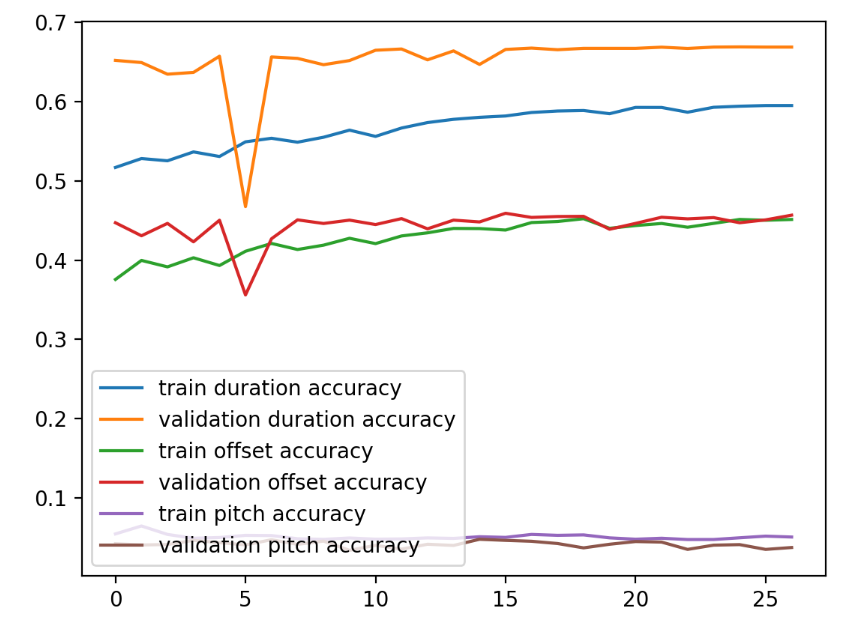 0.7
0.6
0.5
0.4
0.3
0.2
0.1
train duration accuracy
validation duration accuracy
train offset accuracy
validation offset accuracy
train pitch accuracy
validation pitch accuracy
0 5 10 15 20 25